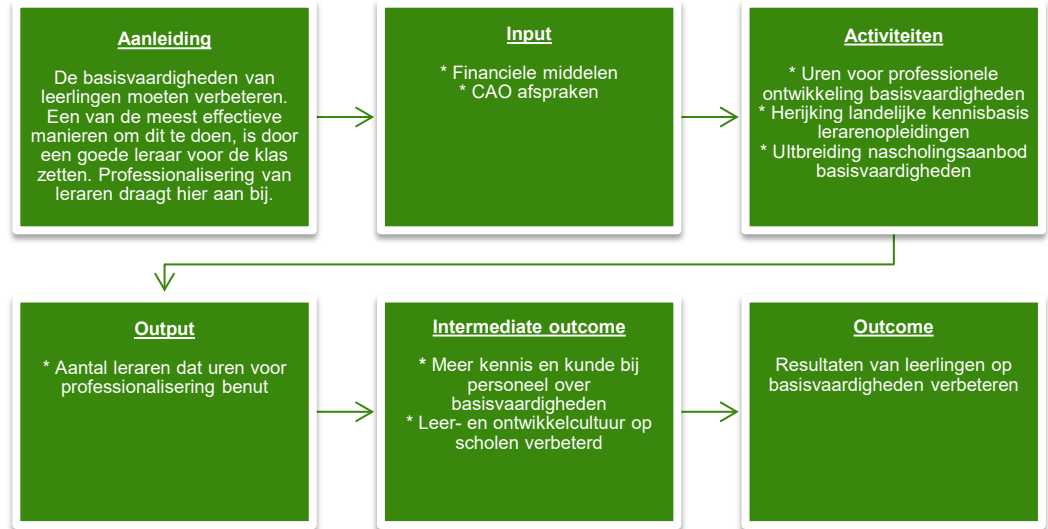 Aanleiding
De basisvaardigheden van
leerlingen moeten verbeteren.
Een van de meest effectieve
manieren om dit te doen, is door
een goede leraar voor de klas
zetten. Professionalisering van
leraren draagt hier aan bij.
Input
* Financiele middelen
* CAO afspraken
Activiteiten
* Uren voor professionele
ontwikkeling basisvaardigheden
* Herijking landelijke kennisbasis
lerarenopleidingen
* UItbreiding nascholingsaanbod
basisvaardigheden
Output
* Aantal leraren dat uren voor
professionalisering benut
Intermediate outcome
* Meer kennis en kunde bij
personeel over
basisvaardigheden
* Leer- en ontwikkelcultuur op
scholen verbeterd
Outcome
Resultaten van leerlingen op
basisvaardigheden verbeteren